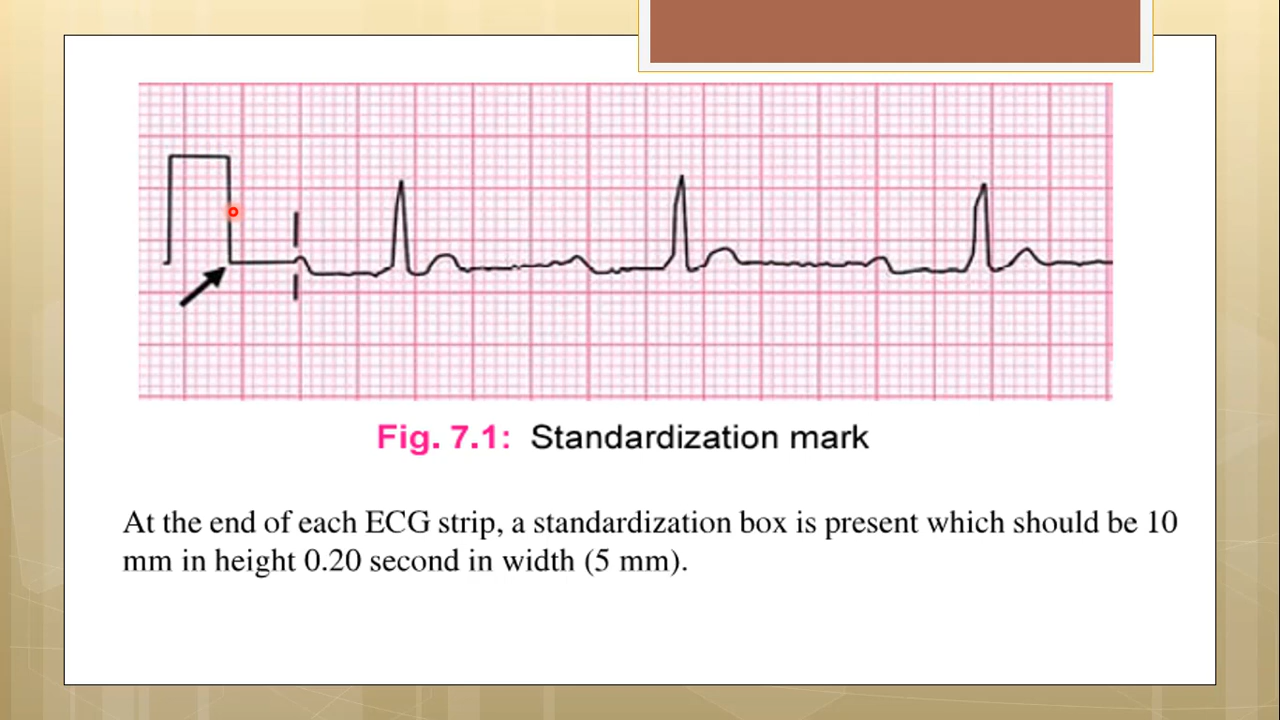 Fig. 7.1: Standardization mark
At the end of each ECG strip, a standardization box is present which should be 10
mm in height 0.20 second in width (5 mm).